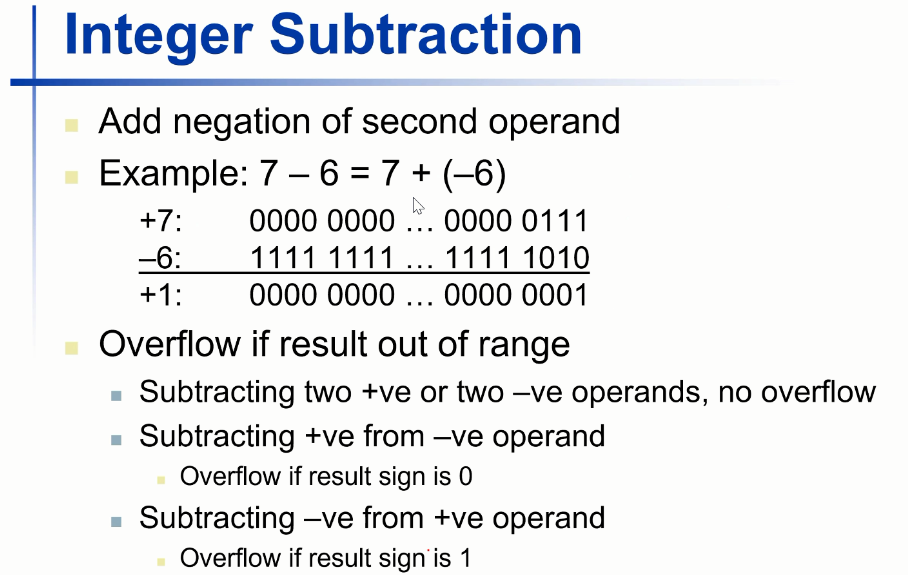 Integer Subtraction
Add negation of second operand
Example: 7 – 6 = 7 + (–6)
+7: 0000 0000 … 0000 0111
–6: 1111 1111 … 1111 1010
+1: 0000 0000 … 0000 0001
Overflow if result out of range
Subtracting two +ve or two –ve operands, no overflow
Subtracting +ve from –ve operand
Overflow if result sign is 0
Subtracting –ve from +ve operand
Overflow if result sign is 1